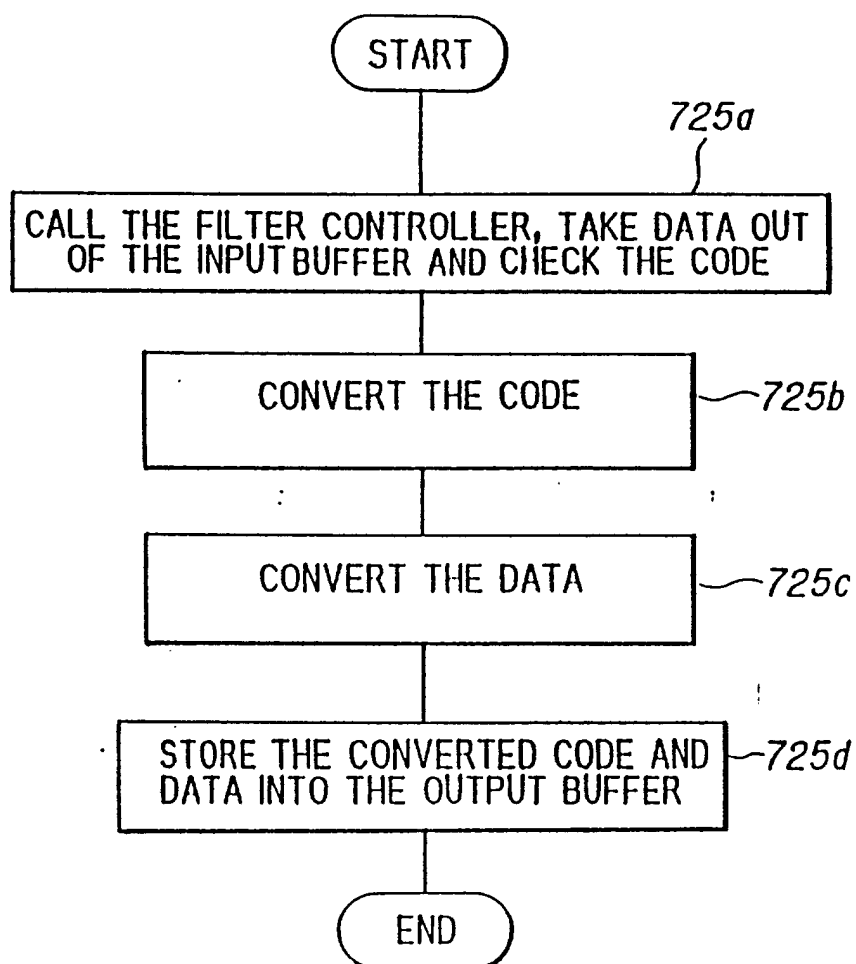 START
725a
CALL THE FILTER CONTROLLER, TAKE DATA OUT
OF THE INPUT BUFFER AND CHECK THE CODE
CONVERT THE CODE
725b
CONVERT THE DATA
725c
STORE THE CONVERTED CODE AND
DATA INTO THE OUTPUT BUFFER
725d
END